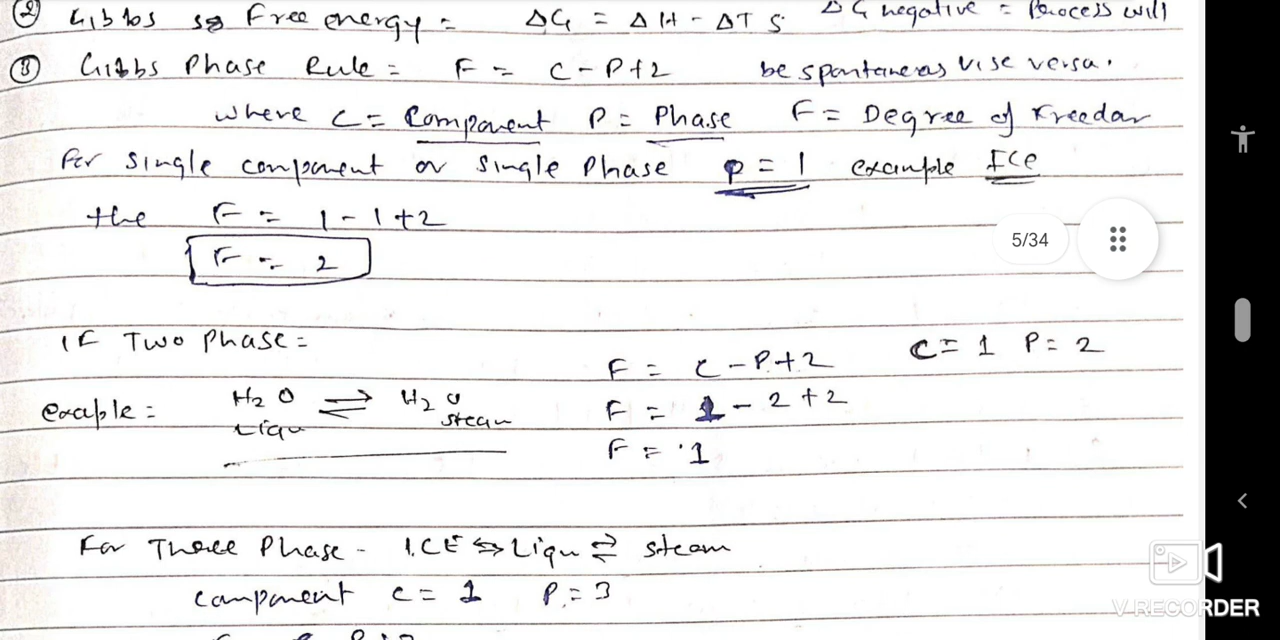 ② Gibbs Free energy = ΔG = ΔH - ΔT S. ΔG negative = Process will
③ Gibbs Phase Rule = F = C - P + 2 be spontaneous vise versa.
where C = Component P = Phase F = Degree of Freedom
For single component or single Phase P = 1 example ICe
the F = 1 - 1 + 2
F = 2
5/34
IF Two Phase =
C = 1 P = 2
F = C - P + 2
exaple = H2O ⇌ H2O
Liqu steam
F = 1 - 2 + 2
F = 1
For Three Phase - ICE ⇌ Liqu ⇌ steam
Component C = 1 P = 3
V RECORDER